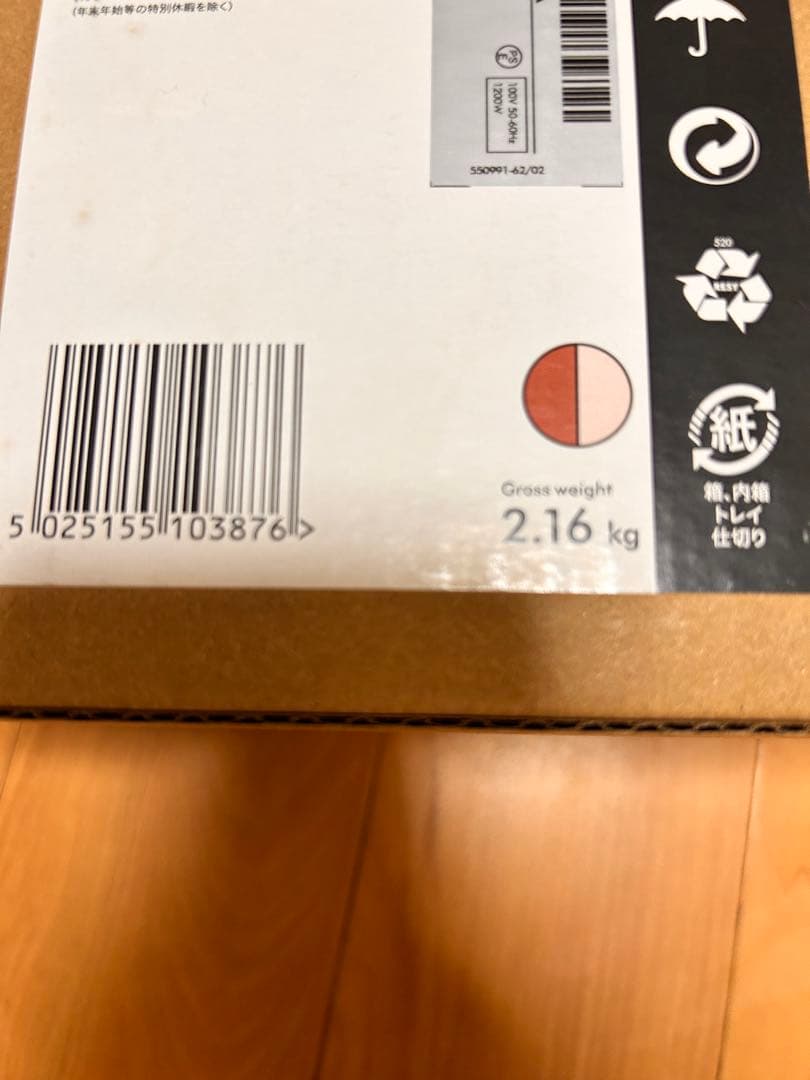 （年末年始等の特別休暇を除く）
PS
E
100V 50-60Hz
1200W
550991-62/02
520
RESY
紙
箱、内箱
トレイ
仕切り
Gross weight
2.16 kg
5 025155 103876 >